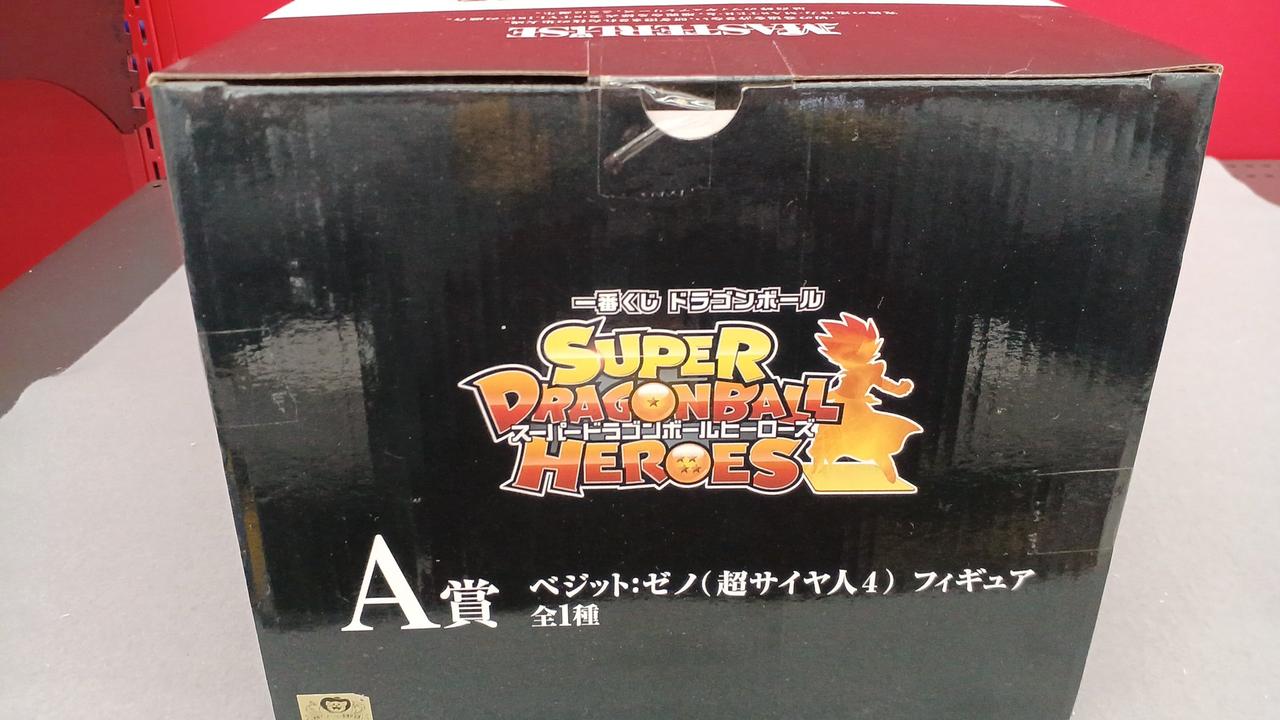 MASTERLISE
一番くじ ドラゴンボール
SUPER
DRAGONBALL
スーパードラゴンボールヒーローズ
HEROES
A賞
ベジット:ゼノ(超サイヤ人4) フィギュア
全1種